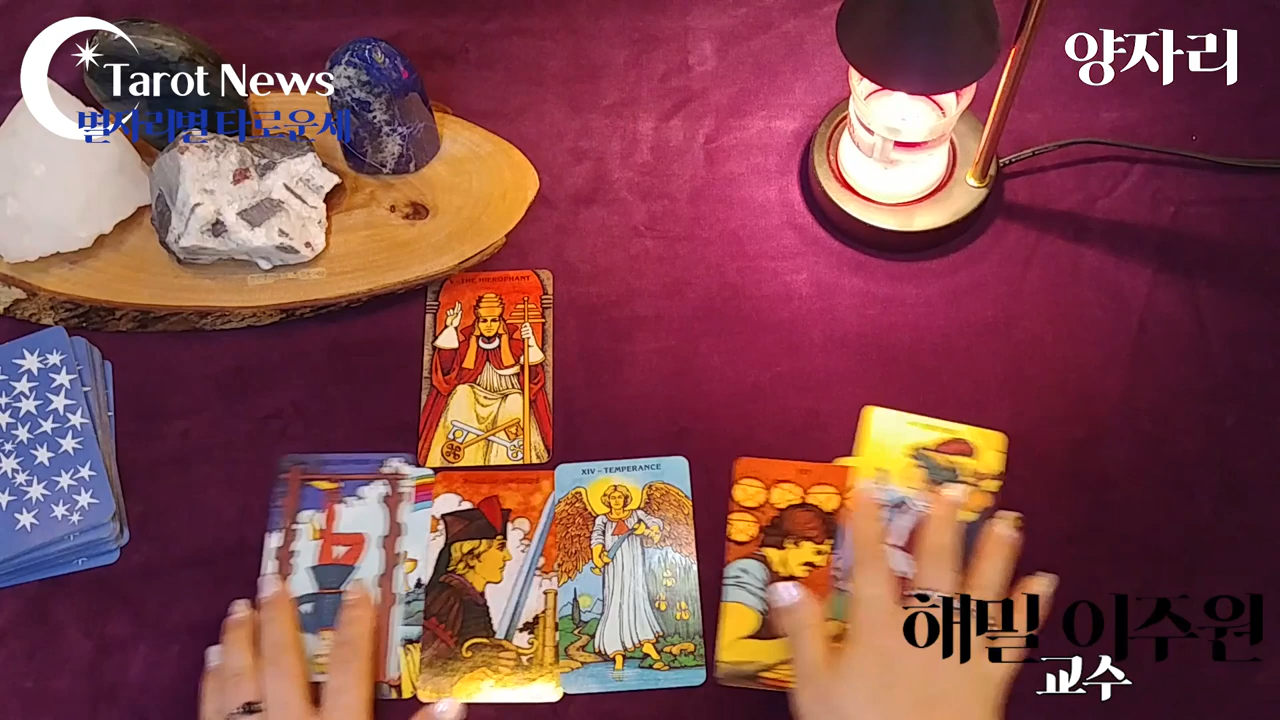 Tarot News
별자리별 타로운세
양자리
V – THE HIEROPHANT
XIV – TEMPERANCE
해밀 이주원
교수